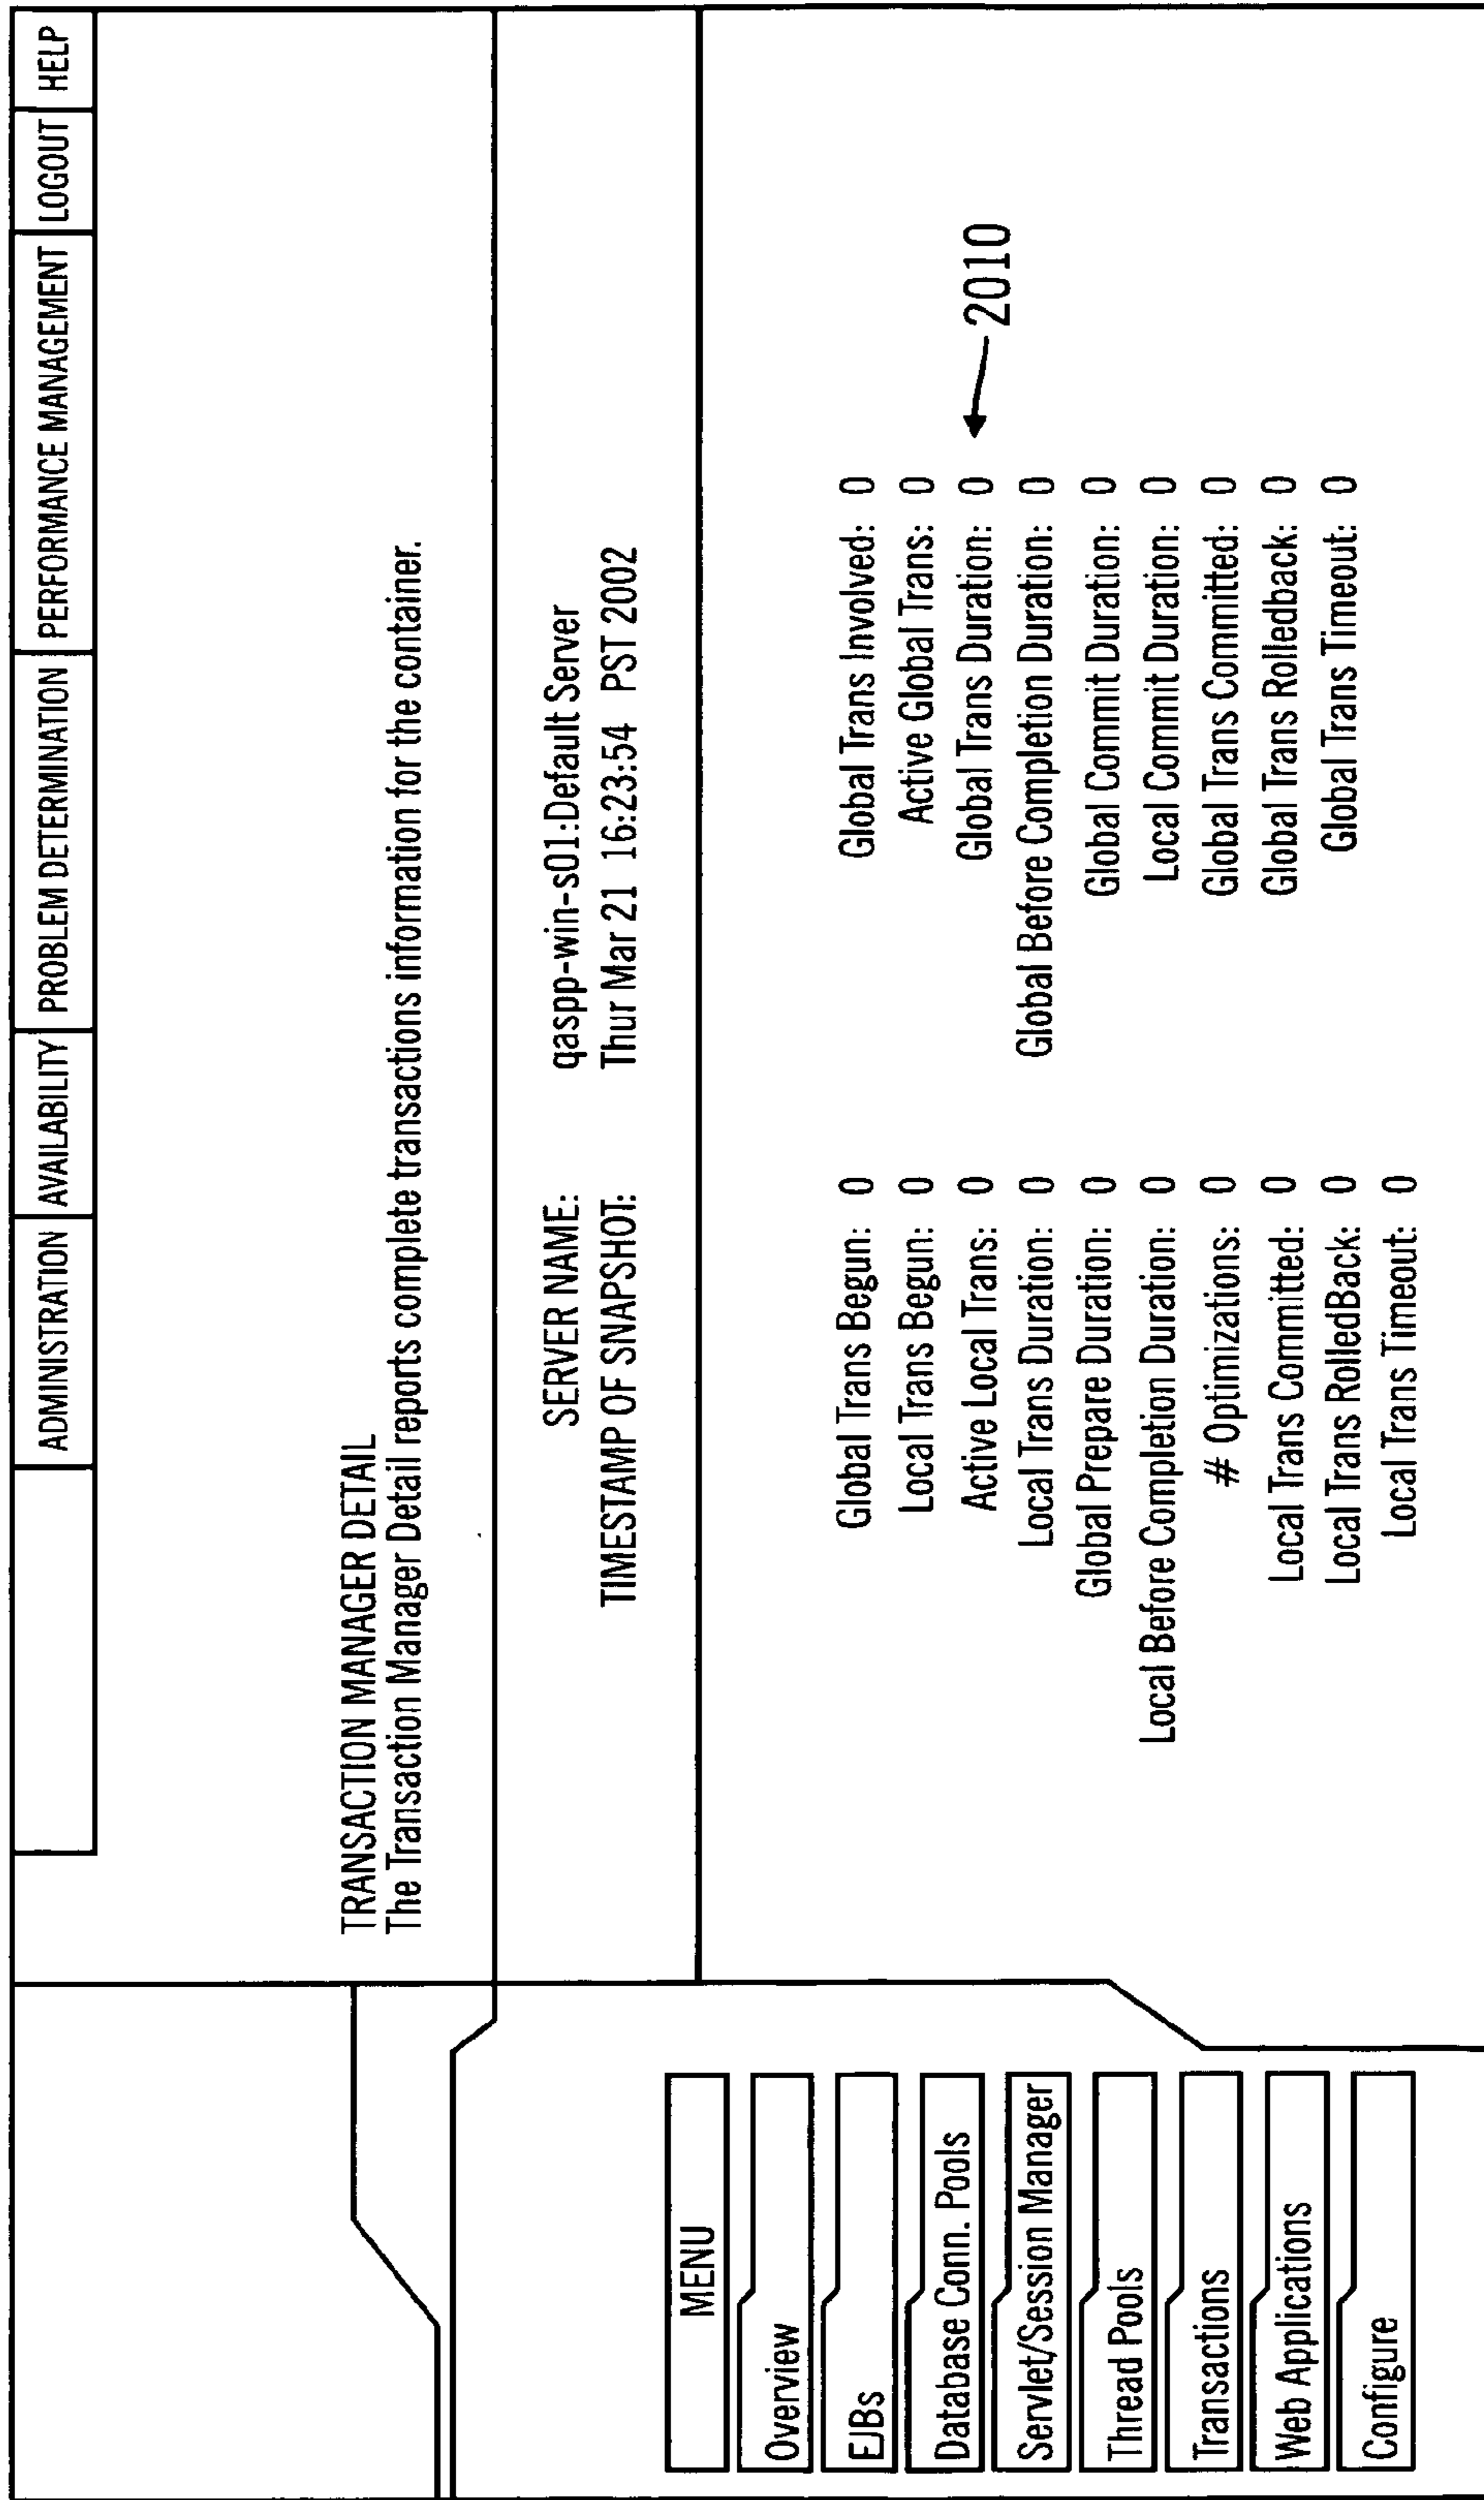 ADMINISTRATION AVAILABILITY PROBLEM DETERMINATION PERFORMANCE MANAGEMENT LOGOUT HELP
TRANSACTION MANAGER DETAIL
The Transaction Manager Detail reports complete transactions information for the container.
SERVER NAME: qaspp-win-s01:Default Server
TIMESTAMP OF SNAPSHOT: Thur Mar 21 16:23:54 PST 2002
MENU
Overview
EJBs
Database Conn. Pools
Servlet/Session Manager
Thread Pools
Transactions
Web Applications
Configure
Global Trans Begun: 0 Global Trans Involved: 0
Local Trans Begun: 0 Active Global Trans: 0
Active Local Trans: 0 Global Trans Duration: 0
2010
Local Trans Duration: 0 Global Before Completion Duration: 0
Global Prepare Duration: 0 Global Commit Duration: 0
Local Before Completion Duration: 0 Local Commit Duration: 0
# Optimizations: 0 Global Trans Committed: 0
Local Trans Committed: 0 Global Trans Rolledback: 0
Local Trans RolledBack: 0 Global Trans Timeout: 0
Local Trans Timeout: 0